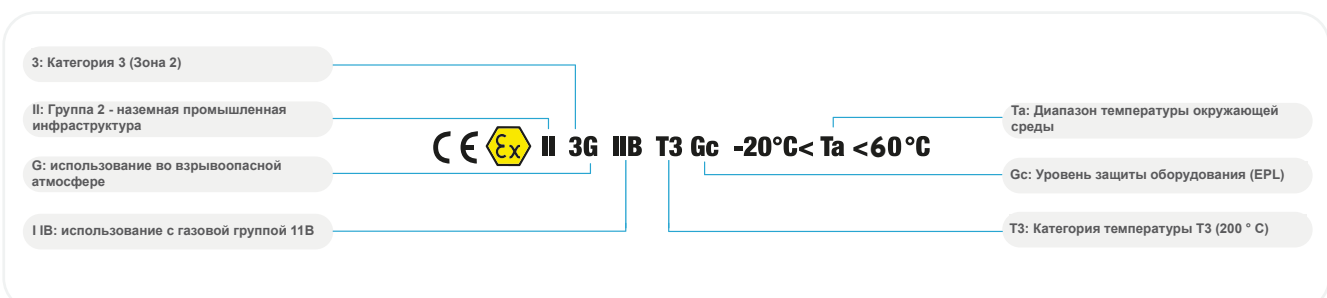 3: Категория 3 (Зона 2)
II: Группа 2 - наземная промышленная
инфраструктура
G: использование во взрывоопасной
атмосфере
I IB: использование с газовой группой 11В
CE Ex II 3G IIB T3 Gc -20°C< Ta <60°C
Ta: Диапазон температуры окружающей
среды
Gc: Уровень защиты оборудования (EPL)
T3: Категория температуры T3 (200 ° C)